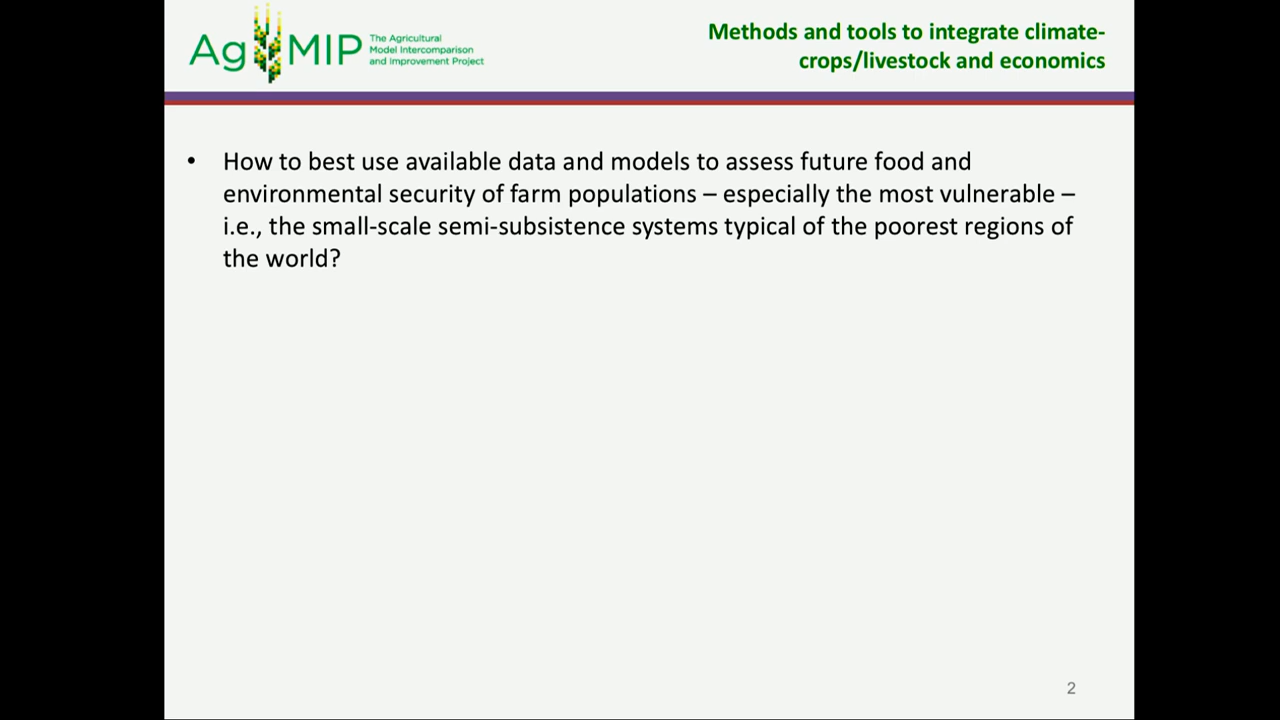 AgMIP
The Agricultural
Model Intercomparison
and Improvement Project
Methods and tools to integrate climate-
crops/livestock and economics
• How to best use available data and models to assess future food and
environmental security of farm populations – especially the most vulnerable –
i.e., the small-scale semi-subsistence systems typical of the poorest regions of
the world?
2